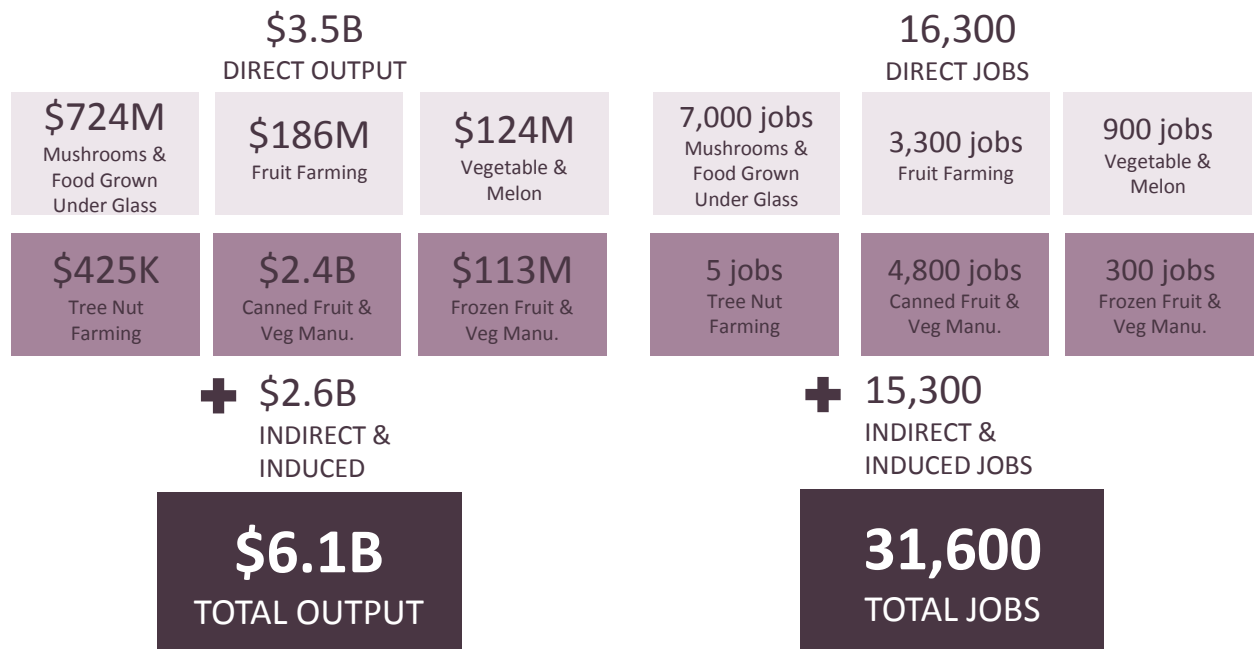 $3.5B
DIRECT OUTPUT
$724M
Mushrooms &
Food Grown
Under Glass
$186M
Fruit Farming
$124M
Vegetable &
Melon
$425K
Tree Nut
Farming
$2.4B
Canned Fruit &
Veg Manu.
$113M
Frozen Fruit &
Veg Manu.
+ $2.6B
INDIRECT &
INDUCED
$6.1B
TOTAL OUTPUT
16,300
DIRECT JOBS
7,000 jobs
Mushrooms &
Food Grown
Under Glass
3,300 jobs
Fruit Farming
900 jobs
Vegetable &
Melon
5 jobs
Tree Nut
Farming
4,800 jobs
Canned Fruit &
Veg Manu.
300 jobs
Frozen Fruit &
Veg Manu.
+ 15,300
INDIRECT &
INDUCED JOBS
31,600
TOTAL JOBS